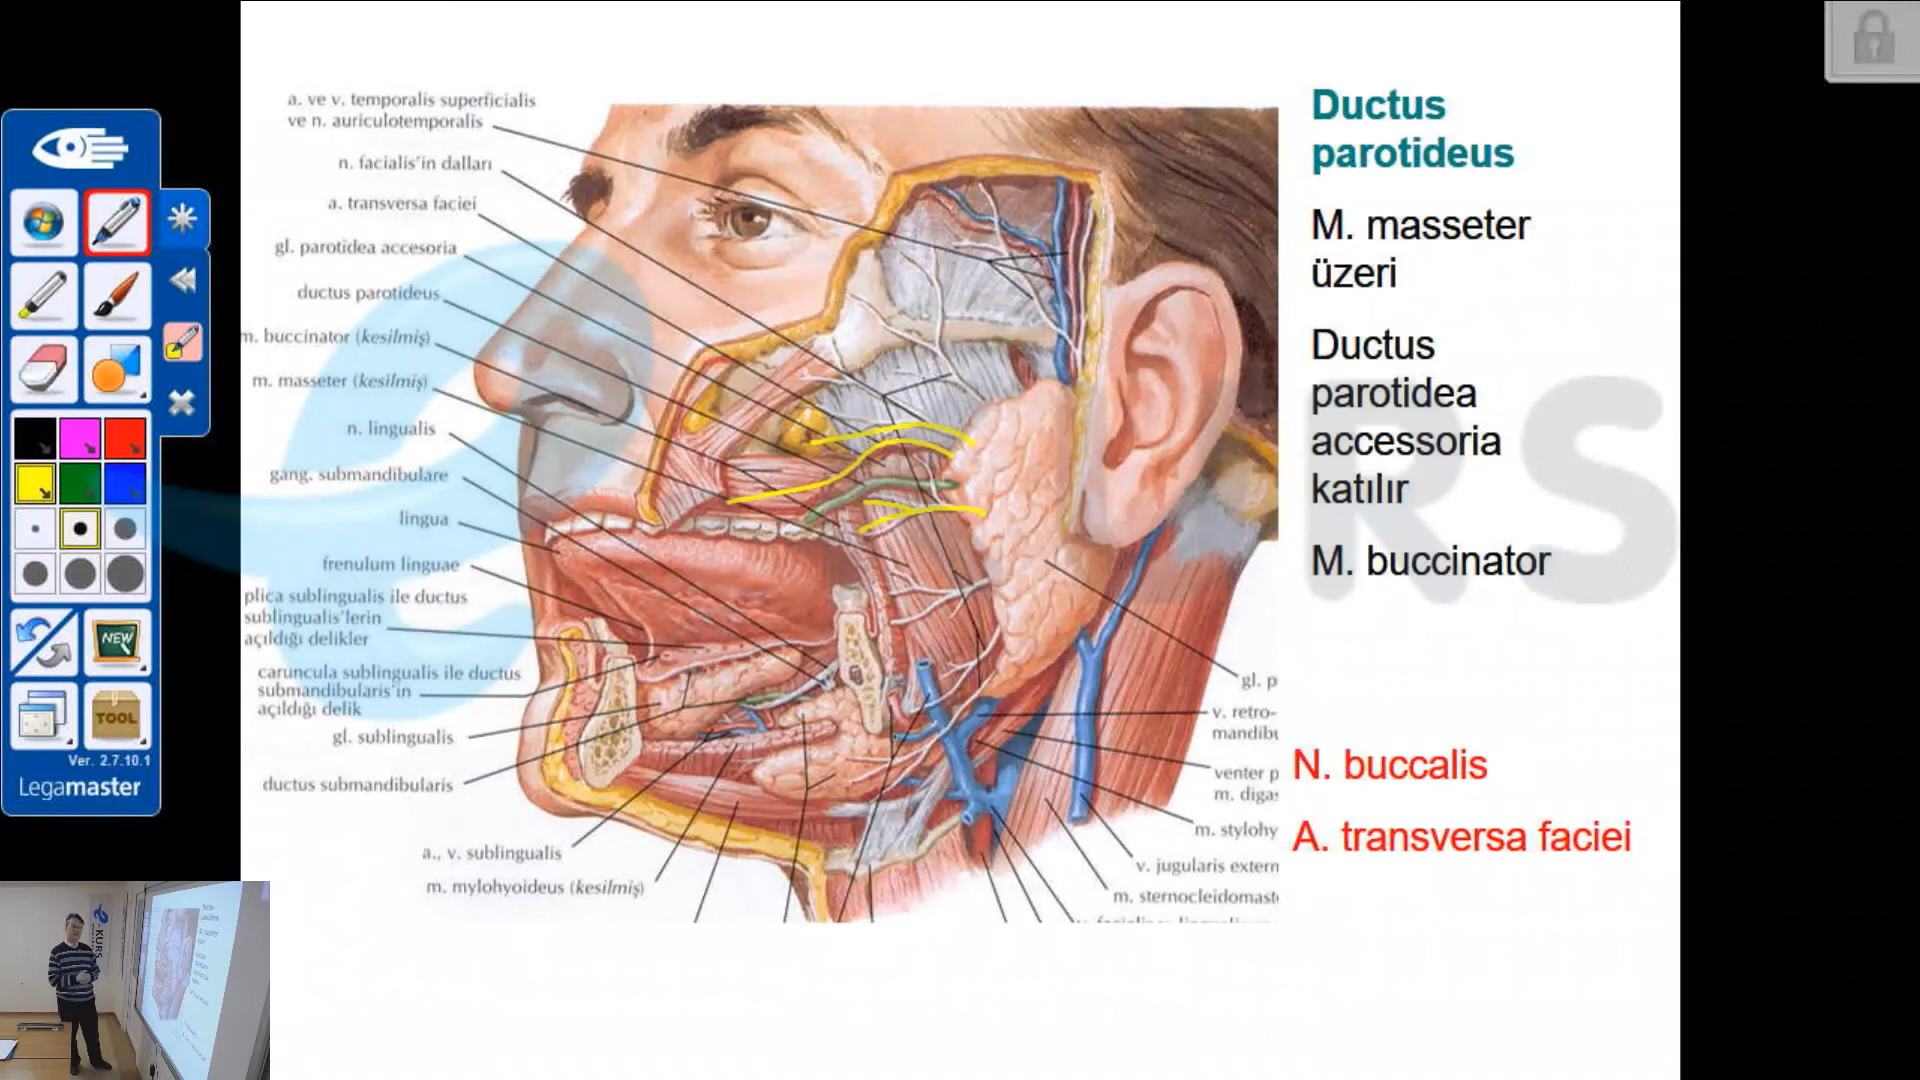 a. ve v. temporalis superficialis
ve n. auriculotemporalis
n. facialis'in dalları
a. transversa faciei
gl. parotidea accesoria
ductus parotideus
m. buccinator (kesilmiş)
m. masseter (kesilmiş)
n. lingualis
gang. submandibulare
lingua
frenulum linguae
plica sublingualis ile ductus
sublingualis'lerin
açıldığı delikler
caruncula sublingualis ile ductus
submandibularis'in
açıldığı delik
gl. sublingualis
ductus submandibularis
a., v. sublingualis
m. mylohyoideus (kesilmiş)
gl. p
v. retro-
mandibu
venter p
m. digas
m. stylohy
v. jugularis extern
m. sternocleidomast
Ductus
parotideus
M. masseter
üzeri
Ductus
parotidea
accessoria
katılır
M. buccinator
N. buccalis
A. transversa faciei
RS
NEW
TOOL
Ver. 2.7.10.1
Legamaster
e-KURS